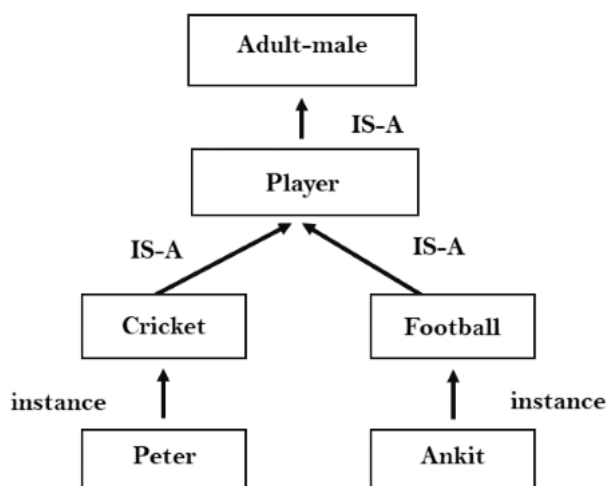 Adult-male
IS-A
Player
IS-A
IS-A
Cricket
Football
instance
instance
Peter
Ankit